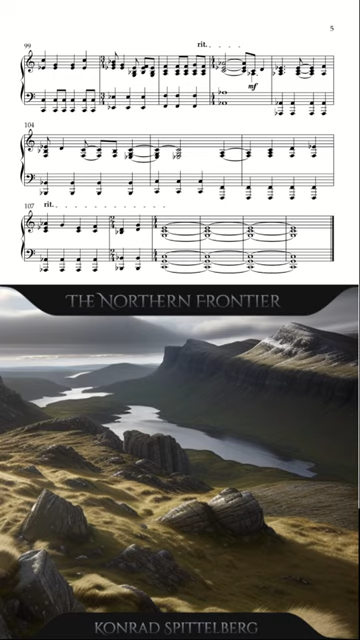 5
99
rit.
mf
104
107
rit.
THE NORTHERN FRONTIER
KONRAD SPITTELBERG